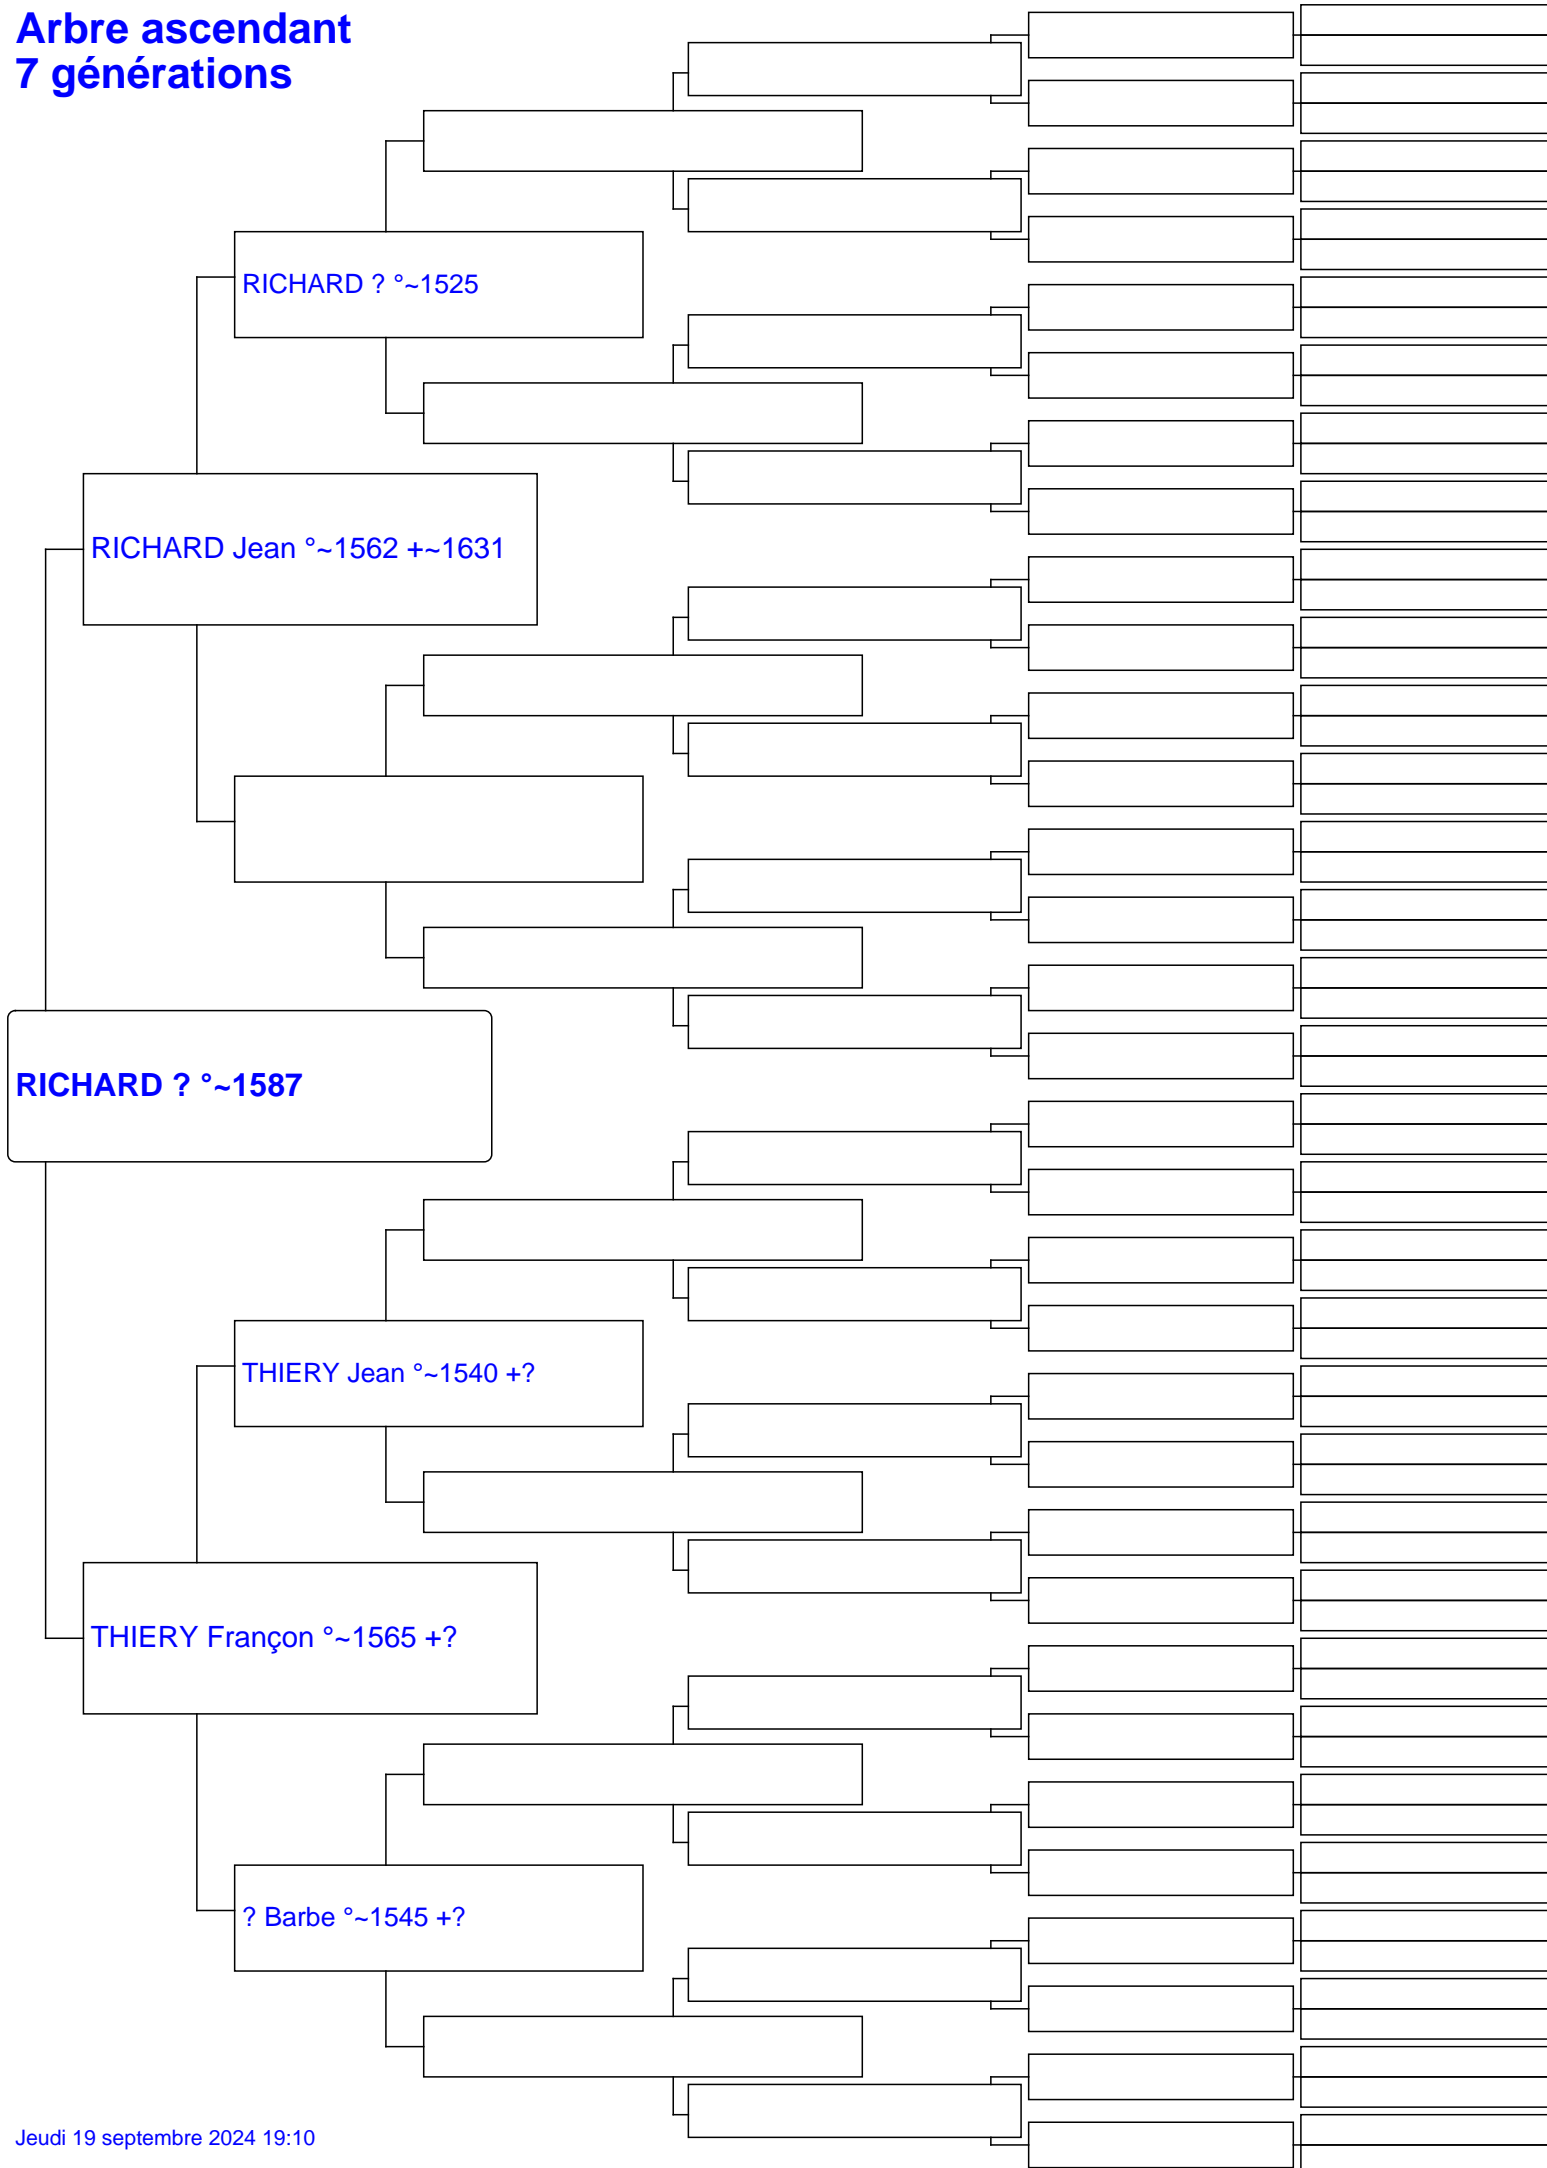 Arbre ascendant
7 générations
RICHARD ? °~1525
RICHARD Jean °~1562 +~1631
RICHARD ? °~1587
THIERY Jean °~1540 +?
THIERY Françon °~1565 +?
? Barbe °~1545 +?
Jeudi 19 septembre 2024 19:10